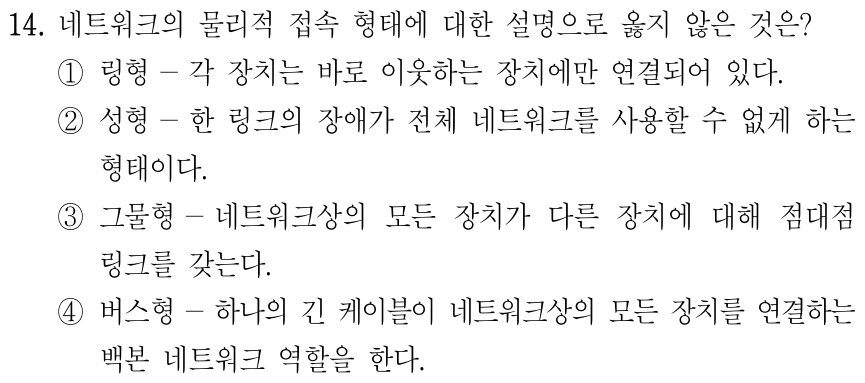 14. 네트워크의 물리적 접속 형태에 대한 설명으로 옳지 않은 것은?
① 링형 – 각 장치는 바로 이웃하는 장치에만 연결되어 있다.
② 성형 – 한 링크의 장애가 전체 네트워크를 사용할 수 없게 하는
형태이다.
③ 그물형 – 네트워크상의 모든 장치가 다른 장치에 대해 점대점
링크를 갖는다.
④ 버스형 – 하나의 긴 케이블이 네트워크상의 모든 장치를 연결하는
백본 네트워크 역할을 한다.